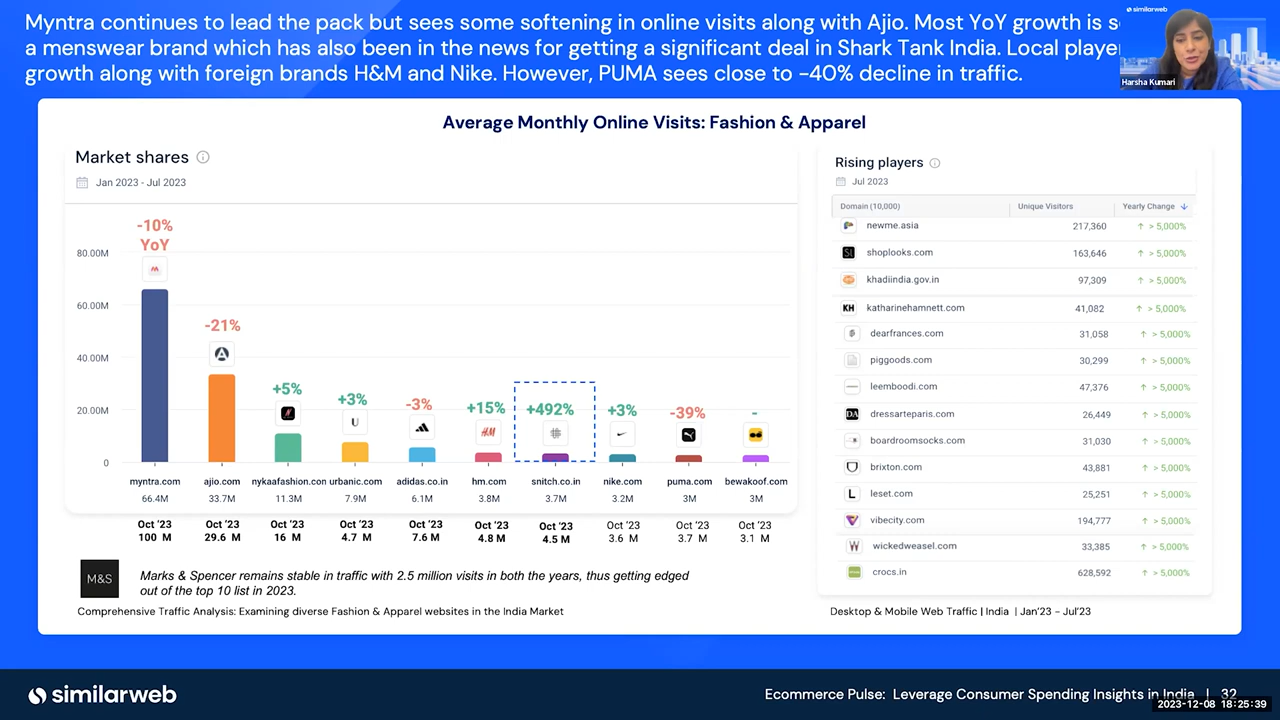 Myntra continues to lead the pack but sees some softening in online visits along with Ajio. Most YoY growth is
a menswear brand which has also been in the news for getting a significant deal in Shark Tank India. Local
growth along with foreign brands H&M and Nike. However, PUMA sees close to -40% decline in traffic.
similarweb
Harsha Kumari
Average Monthly Online Visits: Fashion & Apparel
Market shares
Jan 2023 - Jul 2023
80.00M
60.00M
40.00M
20.00M
0
-10%
YoY
-21%
+5%
+3%
-3%
+15%
+492%
+3%
-39%
-
U
H&M
myntra.com ajio.com nykaafashion.con urbanic.com adidas.co.in hm.com snitch.co.in nike.com puma.com bewakoof.com
66.4M 33.7M 11.3M 7.9M 6.1M 3.8M 3.7M 3.2M 3M 3M
Oct '23 Oct '23 Oct '23 Oct '23 Oct '23 Oct '23 Oct '23 Oct '23 Oct '23 Oct '23
100 M 29.6 M 16 M 4.7 M 7.6 M 4.8 M 4.5 M 3.6 M 3.7 M 3.1 M
M&S
Marks & Spencer remains stable in traffic with 2.5 million visits in both the years, thus getting edged
out of the top 10 list in 2023.
Comprehensive Traffic Analysis: Examining diverse Fashion & Apparel websites in the India Market
Rising players
Jul 2023
Domain (10,000) Unique Visitors Yearly Change ↓
newme.asia 217,360 ↑ > 5,000%
shoplooks.com 163,646 ↑ > 5,000%
khadiindia.gov.in 97,309 ↑ > 5,000%
KH katharinehamnett.com 41,082 ↑ > 5,000%
dearfrances.com 31,058 ↑ > 5,000%
piggoods.com 30,299 ↑ > 5,000%
leemboodi.com 47,376 ↑ > 5,000%
DA dressarteparis.com 26,449 ↑ > 5,000%
boardroomsocks.com 31,030 ↑ > 5,000%
brixton.com 43,881 ↑ > 5,000%
L leset.com 25,251 ↑ > 5,000%
vibecity.com 194,777 ↑ > 5,000%
W wickedweasel.com 33,385 ↑ > 5,000%
crocs.in 628,592 ↑ > 5,000%
Desktop & Mobile Web Traffic | India | Jan'23 - Jul'23
similarweb
Ecommerce Pulse: Leverage Consumer Spending Insights in India | 32
2023-12-08 18:25:39